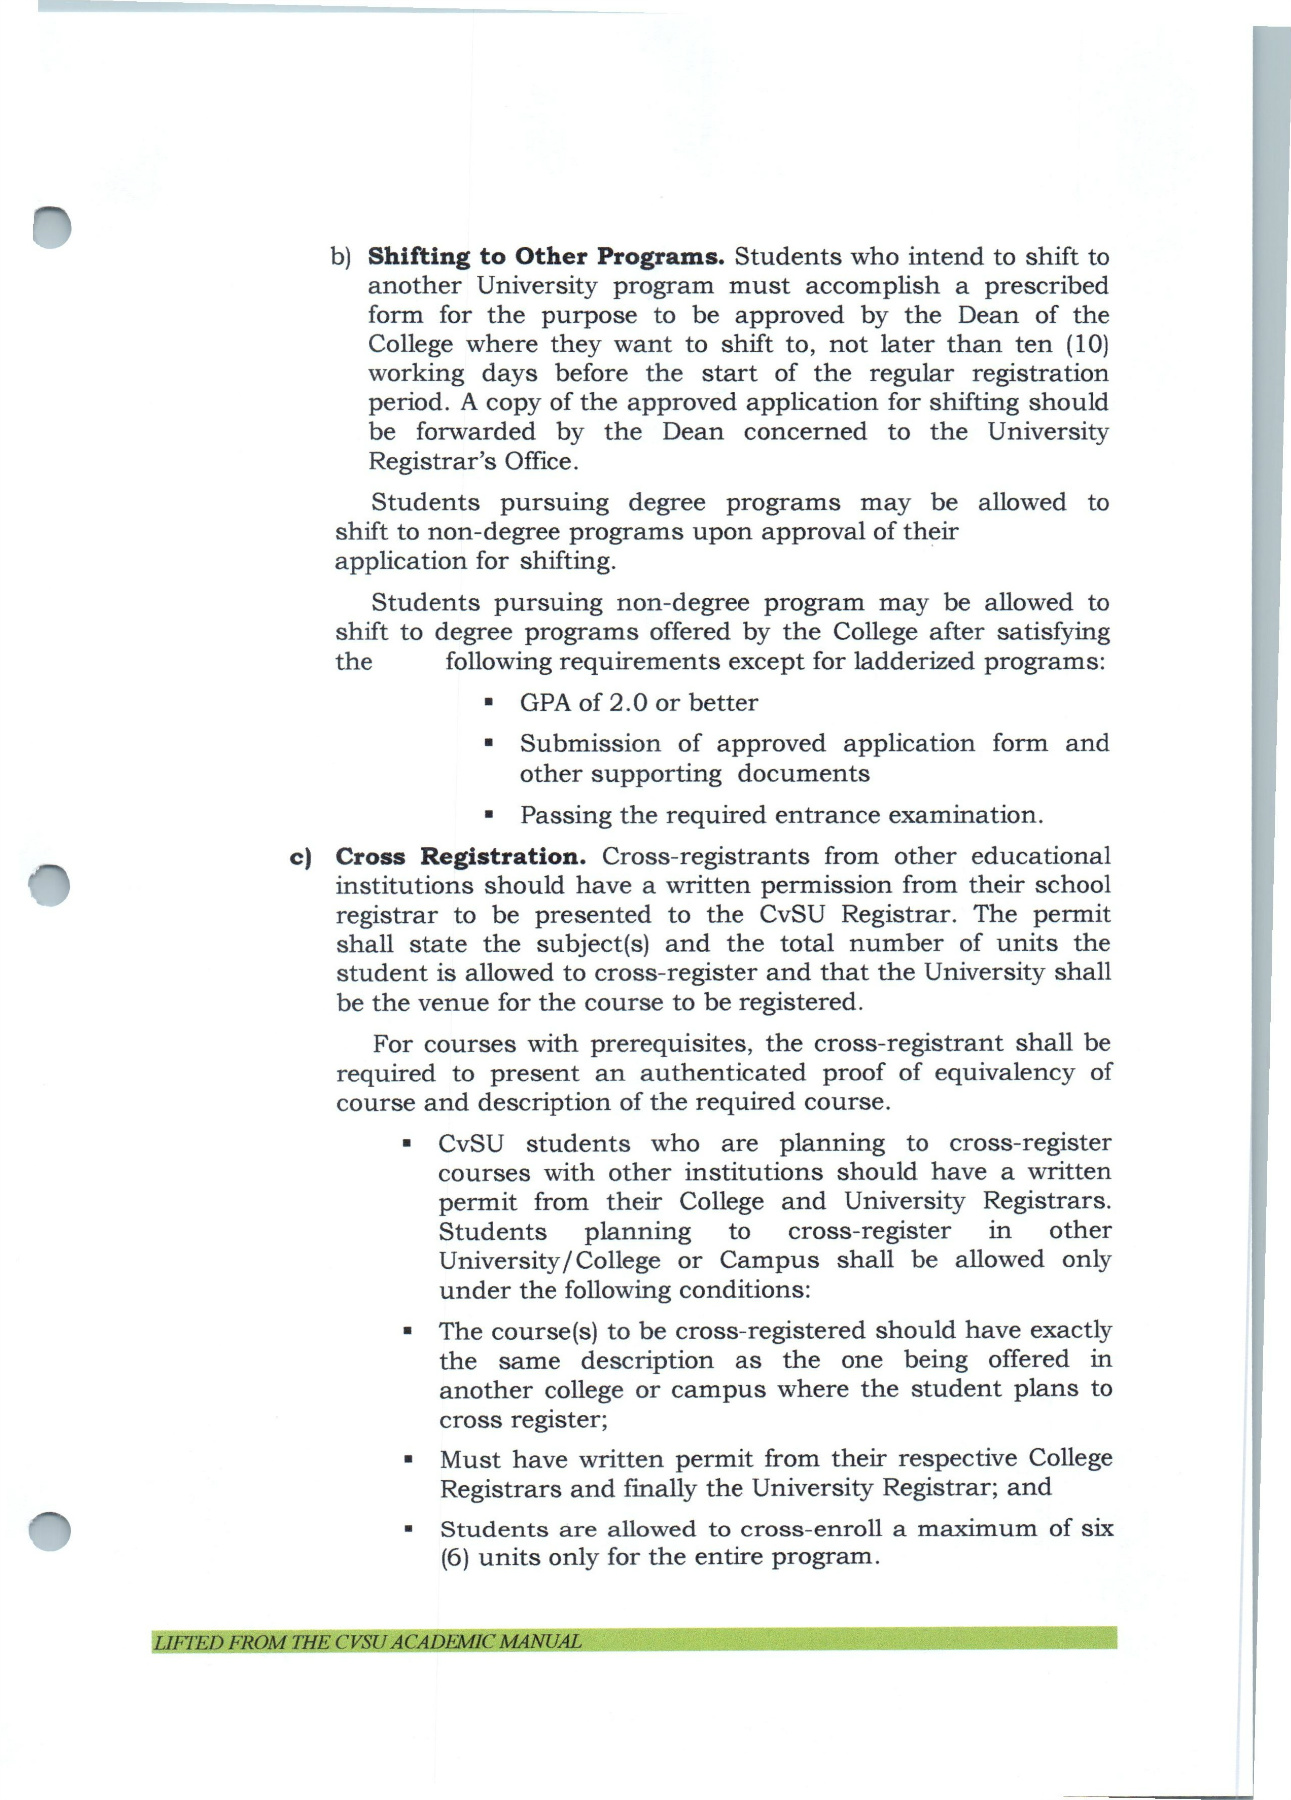 b) Shifting to Other Programs. Students who intend to shift to
another University program must accomplish a prescribed
form for the purpose to be approved by the Dean of the
College where they want to shift to, not later than ten (10)
working days before the start of the regular registration
period. A copy of the approved application for shifting should
be forwarded by the Dean concerned to the University
Registrar's Office.
Students pursuing degree programs may be allowed to
shift to non-degree programs upon approval of their
application for shifting.
Students pursuing non-degree program may be allowed to
shift to degree programs offered by the College after satisfying
the following requirements except for ladderized programs:
▪ GPA of 2.0 or better
▪ Submission of approved application form and
other supporting documents
▪ Passing the required entrance examination.
c) Cross Registration. Cross-registrants from other educational
institutions should have a written permission from their school
registrar to be presented to the CvSU Registrar. The permit
shall state the subject(s) and the total number of units the
student is allowed to cross-register and that the University shall
be the venue for the course to be registered.
For courses with prerequisites, the cross-registrant shall be
required to present an authenticated proof of equivalency of
course and description of the required course.
▪ CvSU students who are planning to cross-register
courses with other institutions should have a written
permit from their College and University Registrars.
Students planning to cross-register in other
University/College or Campus shall be allowed only
under the following conditions:
▪ The course(s) to be cross-registered should have exactly
the same description as the one being offered in
another college or campus where the student plans to
cross register;
▪ Must have written permit from their respective College
Registrars and finally the University Registrar; and
▪ Students are allowed to cross-enroll a maximum of six
(6) units only for the entire program.
LIFTED FROM THE CVSU ACADEMIC MANUAL